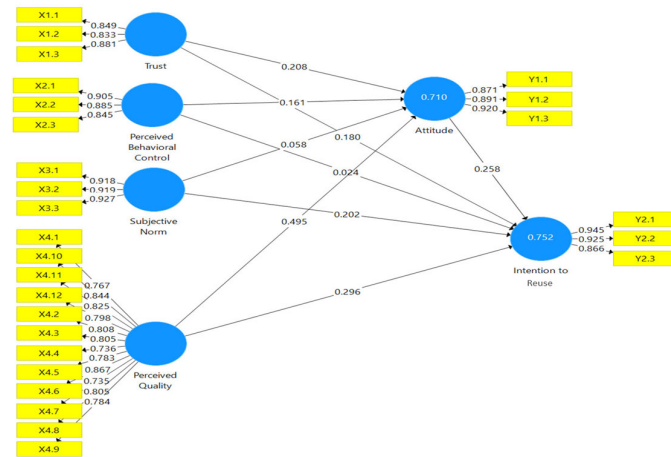 X1.1
X1.2
X1.3
0.849
0.833
0.881
Trust
X2.1
X2.2
X2.3
0.905
0.885
0.845
Perceived
Behavioral
Control
X3.1
X3.2
X3.3
0.918
0.919
0.927
Subjective
Norm
X4.1
X4.10
X4.11
X4.12
X4.2
X4.3
X4.4
X4.5
X4.6
X4.7
X4.8
X4.9
0.767
0.844
0.825
0.798
0.808
0.805
0.736
0.783
0.867
0.735
0.805
0.784
Perceived
Quality
0.208
0.161
0.180
0.058
0.024
0.495
0.202
0.296
0.258
0.710
Attitude
0.871
0.891
0.920
Y1.1
Y1.2
Y1.3
0.752
Intention to
Reuse
0.945
0.925
0.866
Y2.1
Y2.2
Y2.3